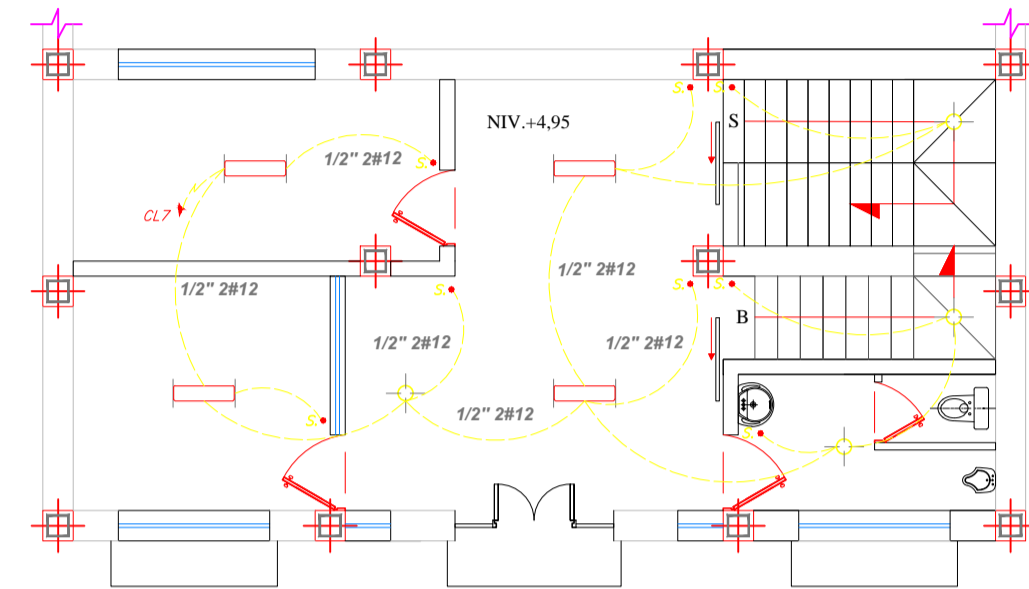 S.
S.
NIV.+4,95
S
1/2" 2#12
S.
CL7
1/2" 2#12
1/2" 2#12
S.
S.
S.
B
1/2" 2#12
1/2" 2#12
1/2" 2#12
S.
S.